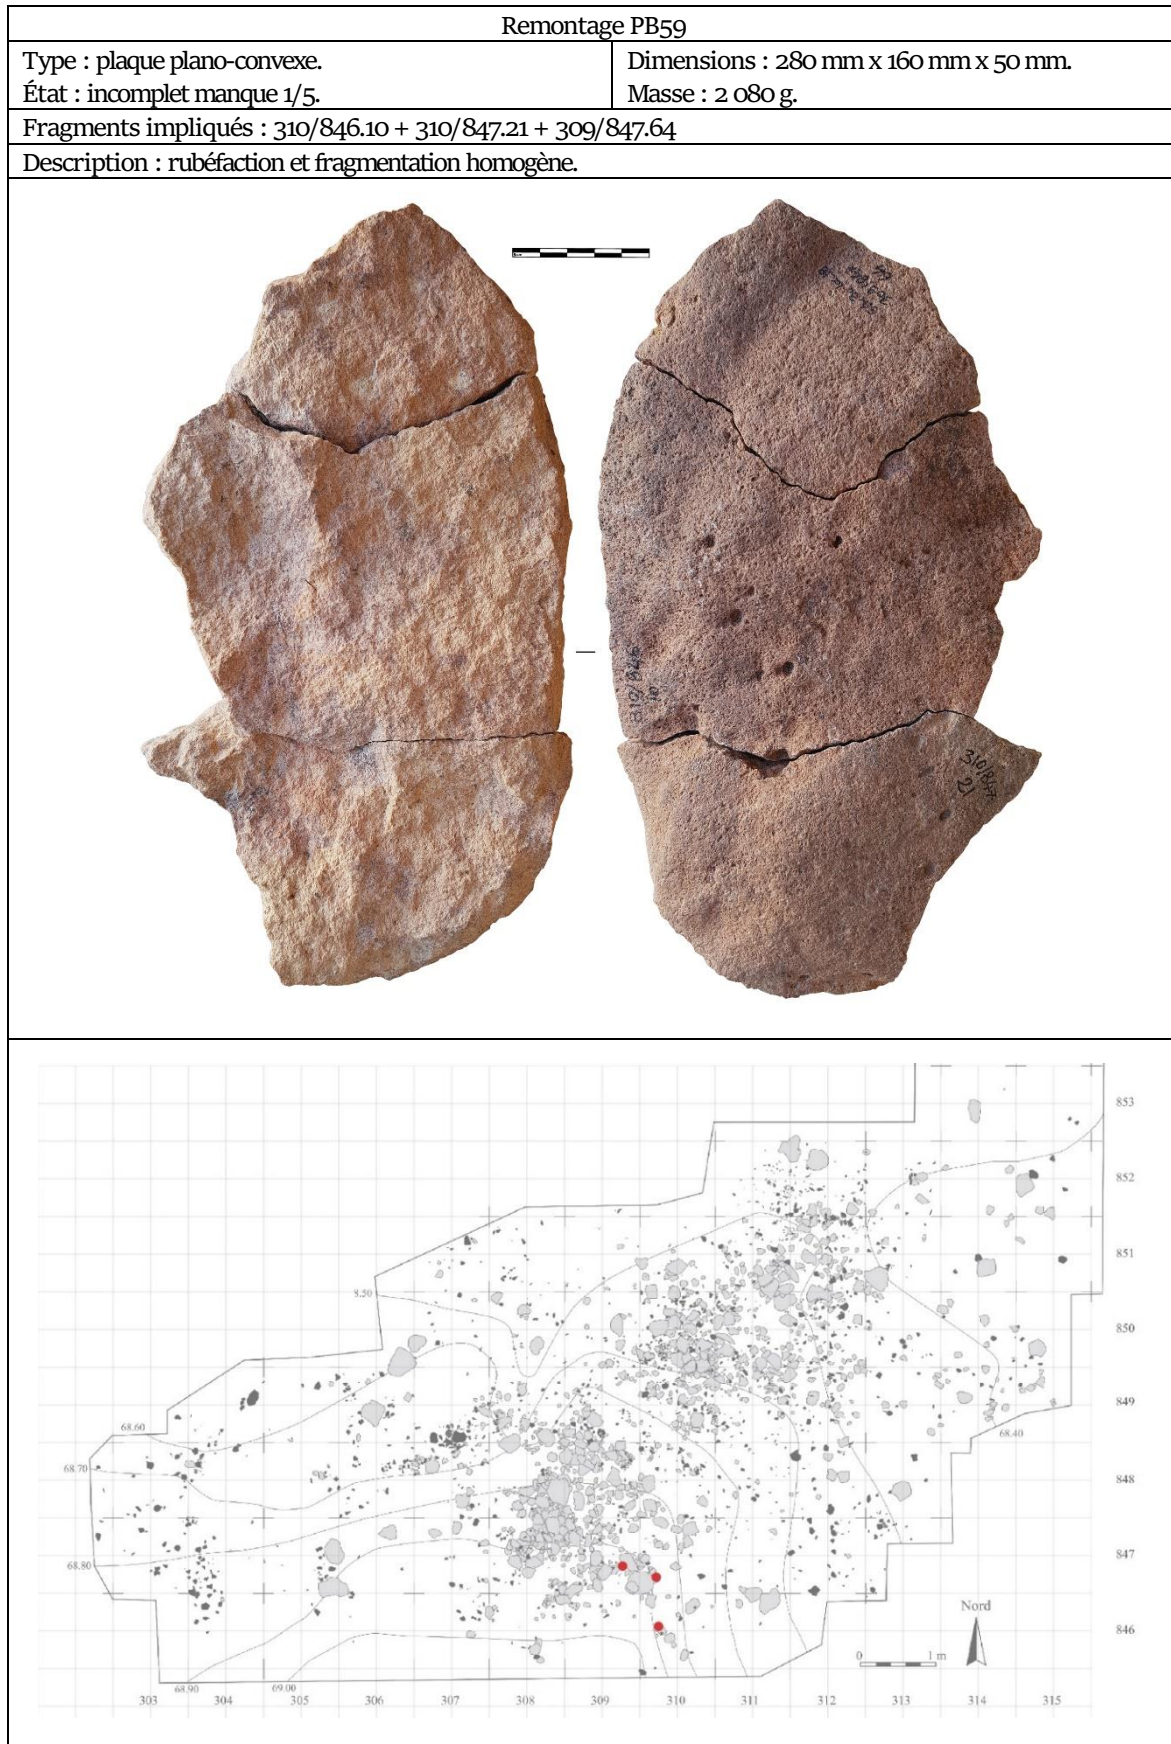 Remontage PB59
Type : plaque plano-convexe.
État : incomplet manque 1/5.
Dimensions : 280 mm x 160 mm x 50 mm.
Masse : 2 080 g.
Fragments impliqués : 310/846.10 + 310/847.21 + 309/847.64
Description : rubéfaction et fragmentation homogène.
310/846
10
310/847
21
853
852
851
8.50
850
849
68.60
68.40
68.70
848
847
68.80
Nord
846
0 1 m
68.90
69.00
303 304 305 306 307 308 309 310 311 312 313 314 315